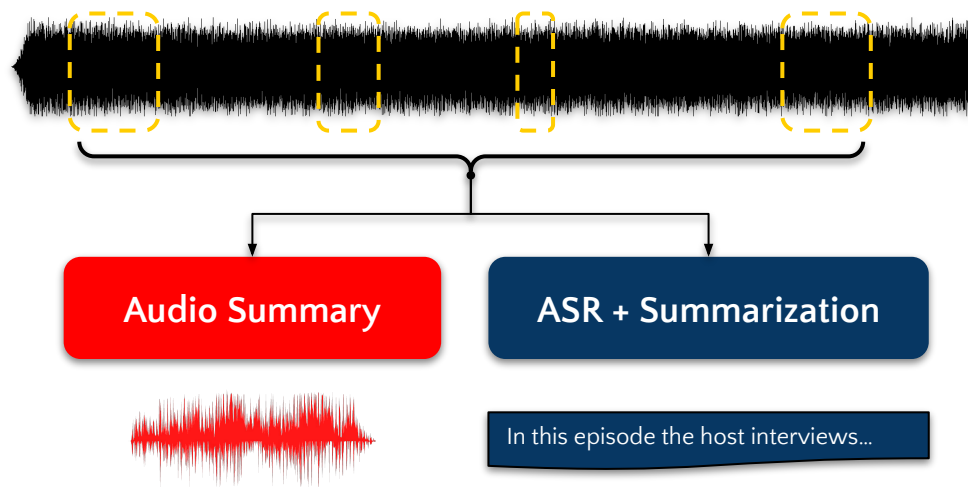 Audio Summary
ASR + Summarization
In this episode the host interviews...